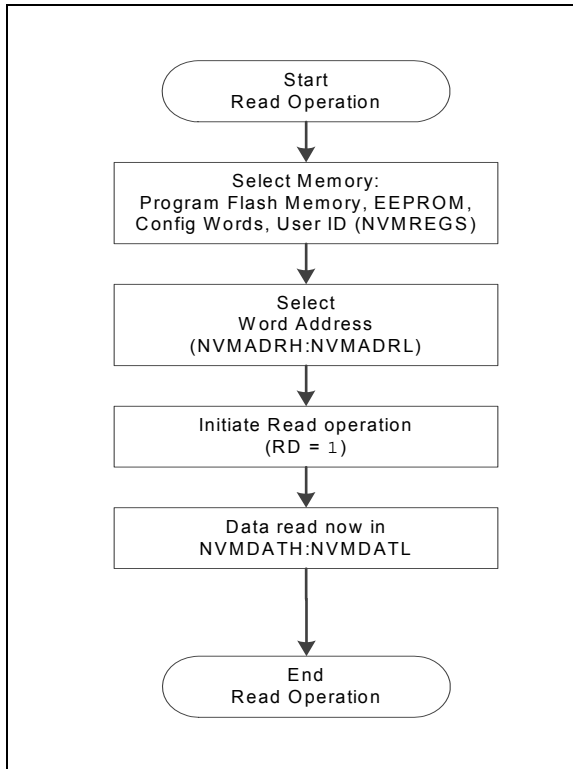 Start
Read Operation
Select Memory:
Program Flash Memory, EEPROM,
Config Words, User ID (NVMREGS)
Select
Word Address
(NVMADRH:NVMADRL)
Initiate Read operation
(RD = 1)
Data read now in
NVMDATH:NVMDATL
End
Read Operation